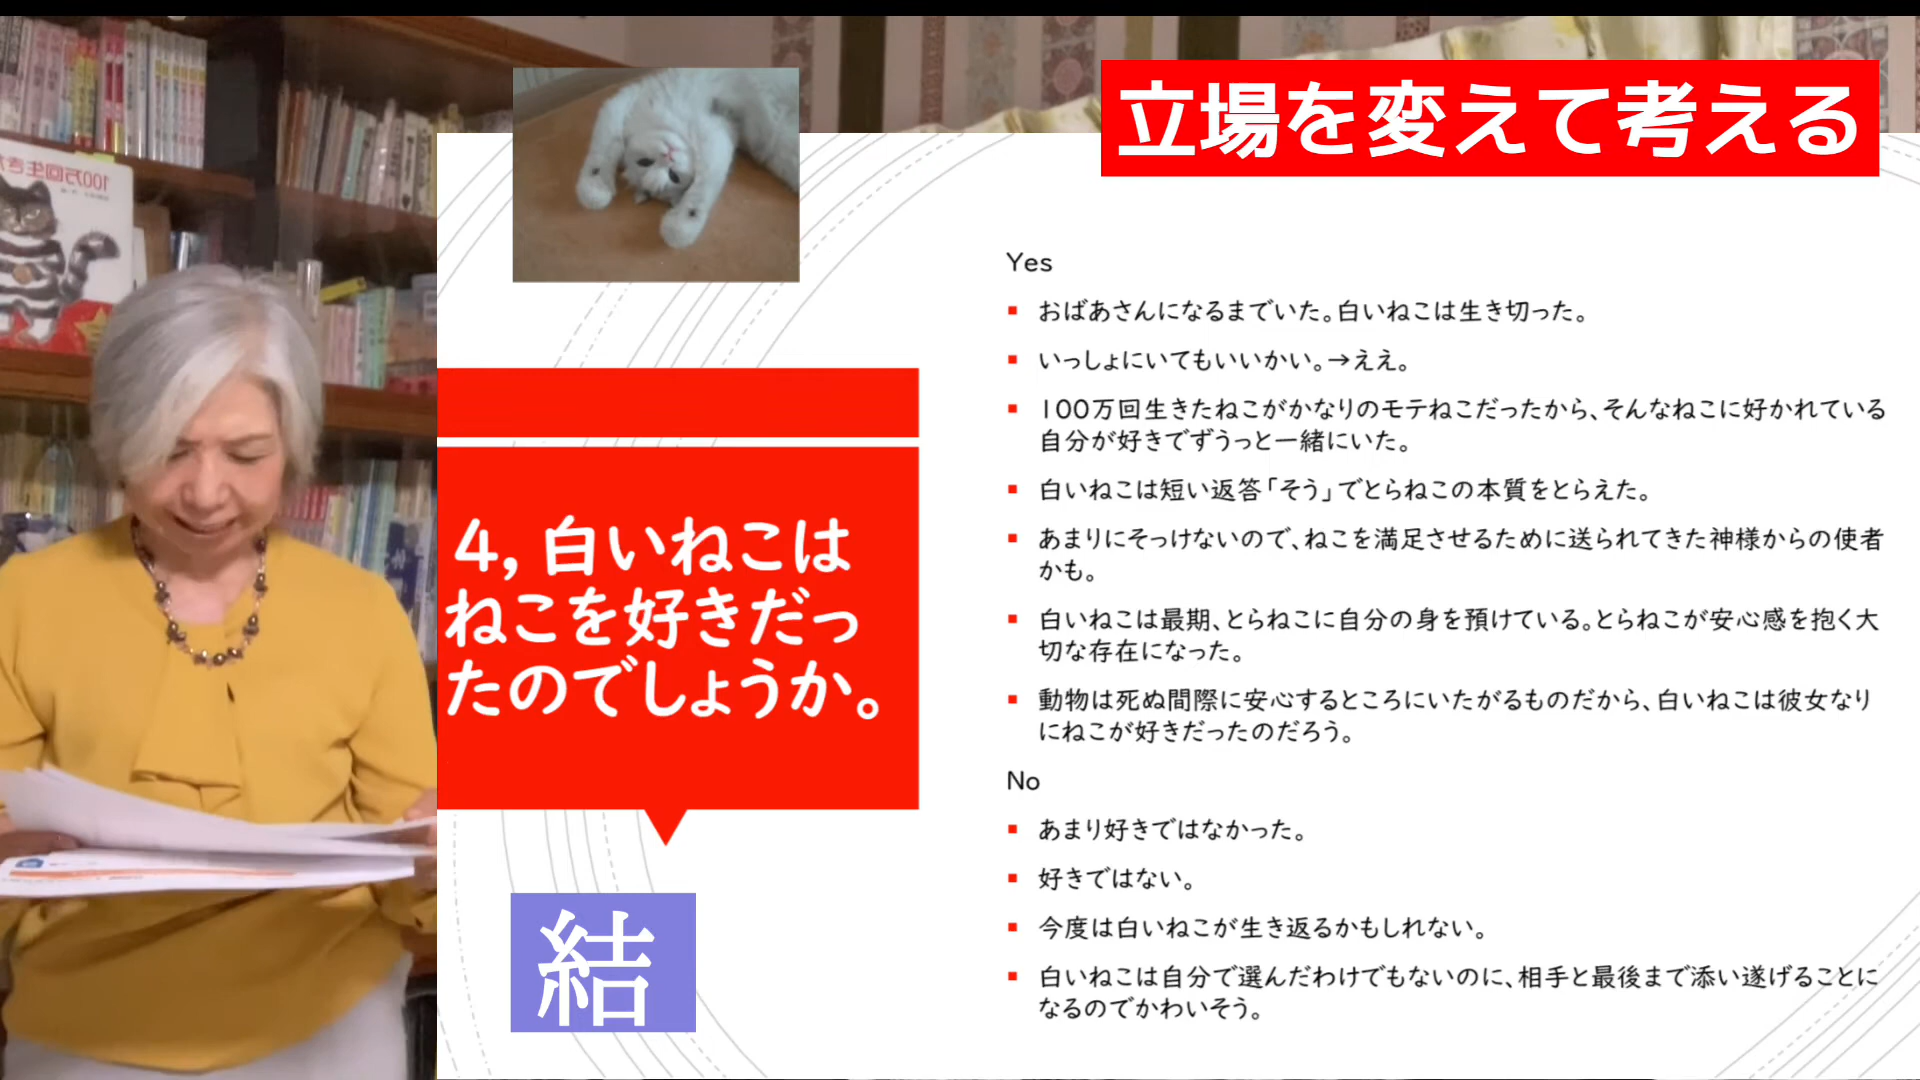 立場を変えて考える
4，白いねこは
ねこを好きだっ
たのでしょうか。
結
Yes
おばあさんになるまでいた。白いねこは生き切った。
いっしょにいてもいいかい。→ええ。
100万回生きたねこがかなりのモテねこだったから、そんなねこに好かれている
自分が好きでずうっと一緒にいた。
白いねこは短い返答「そう」でとらねこの本質をとらえた。
あまりにそっけないので、ねこを満足させるために送られてきた神様からの使者
かも。
白いねこは最期、とらねこに自分の身を預けている。とらねこが安心感を抱く大
切な存在になった。
動物は死ぬ間際に安心するところにいたがるものだから、白いねこは彼女なり
にねこが好きだったのだろう。
No
あまり好きではなかった。
好きではない。
今度は白いねこが生き返るかもしれない。
白いねこは自分で選んだわけでもないのに、相手と最後まで添い遂げることに
なるのでかわいそう。